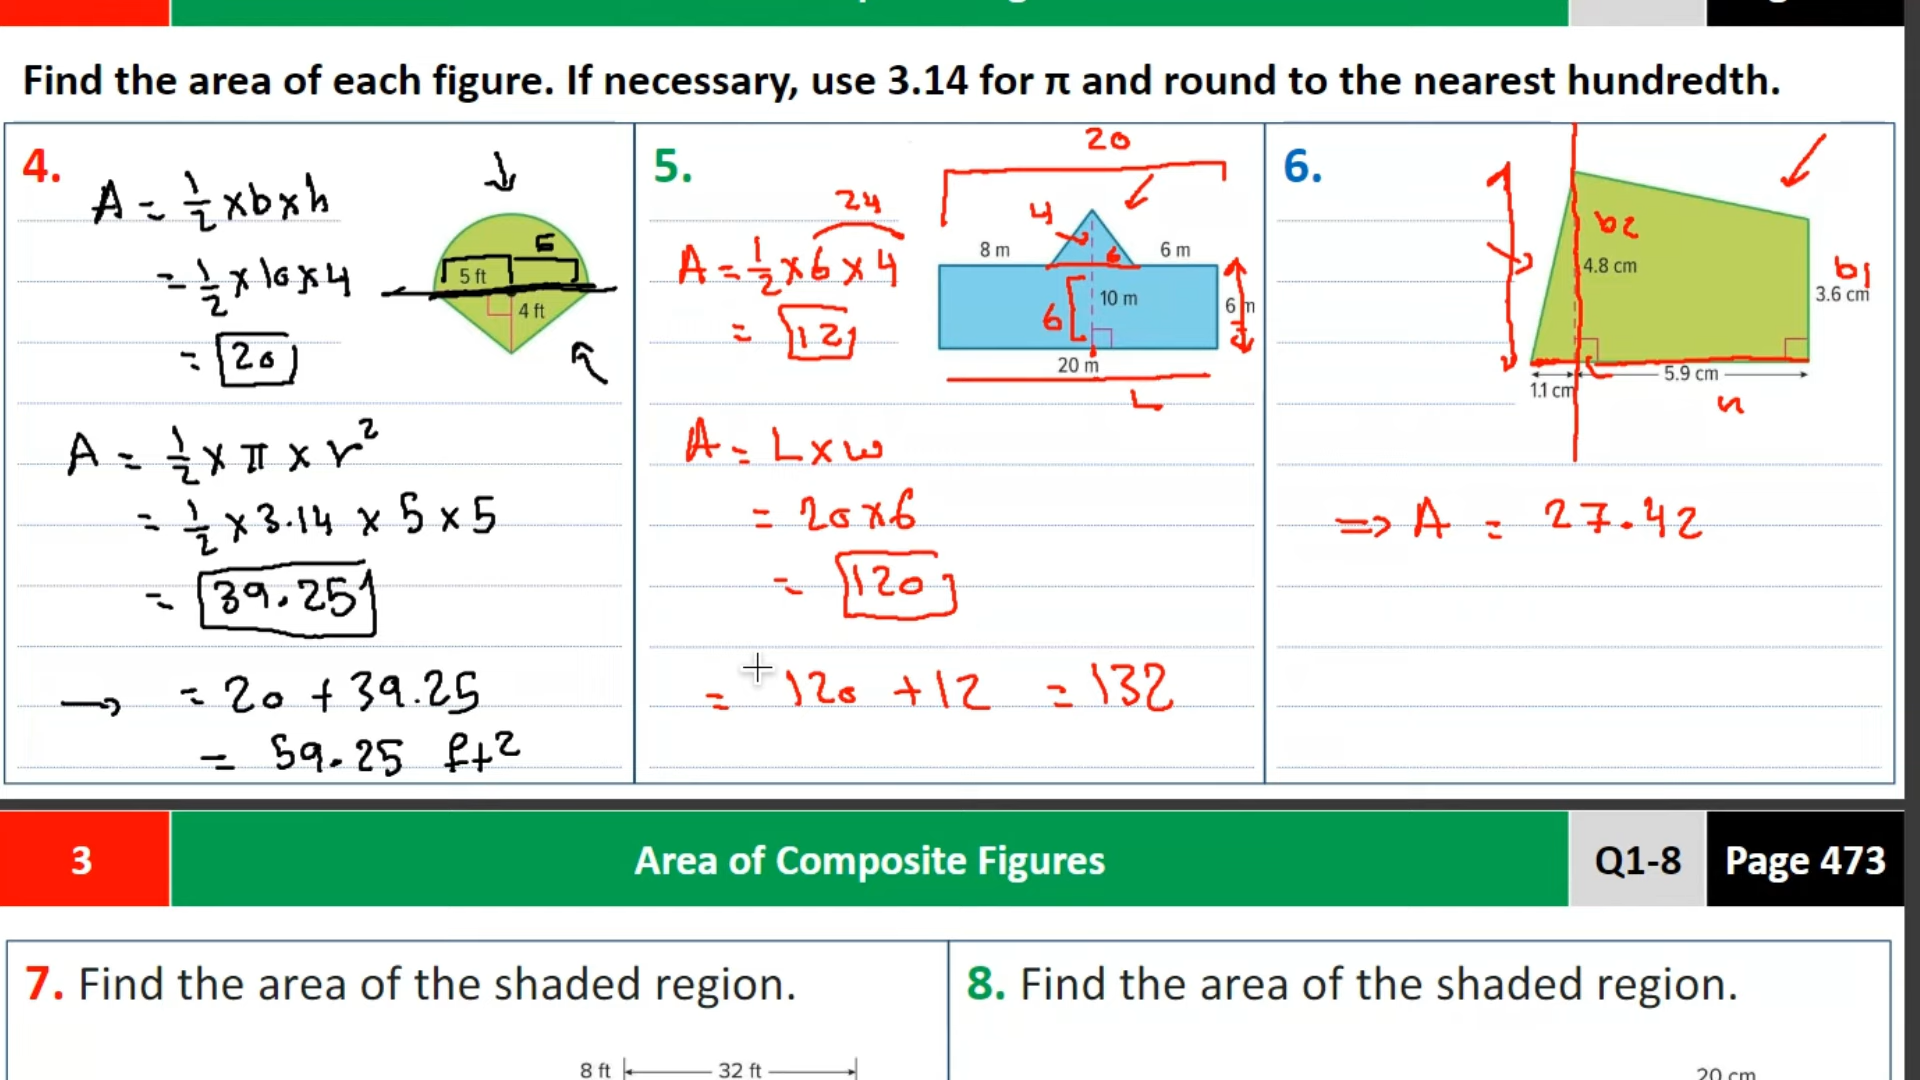 Find the area of each figure. If necessary, use 3.14 for π and round to the nearest hundredth.
4.
A = 1/2 x b x h
= 1/2 x 10 x 4
= 20
5 ft
5
4 ft
A = 1/2 x π x r²
= 1/2 x 3.14 x 5 x 5
= 39.25
→ = 20 + 39.25
= 59.25 ft²
5.
20
24
A = 1/2 x 6 x 4
= 12
4
8 m
6
6 m
10 m
6
6 m
20 m
L
A = L x w
= 20 x 6
= 120
= 120 + 12 = 132
6.
b2
4.8 cm
b1
3.6 cm
5.9 cm
1.1 cm
h
=> A = 27.42
3
Area of Composite Figures
Q1-8
Page 473
7. Find the area of the shaded region.
8 ft
32 ft
8. Find the area of the shaded region.
20 cm